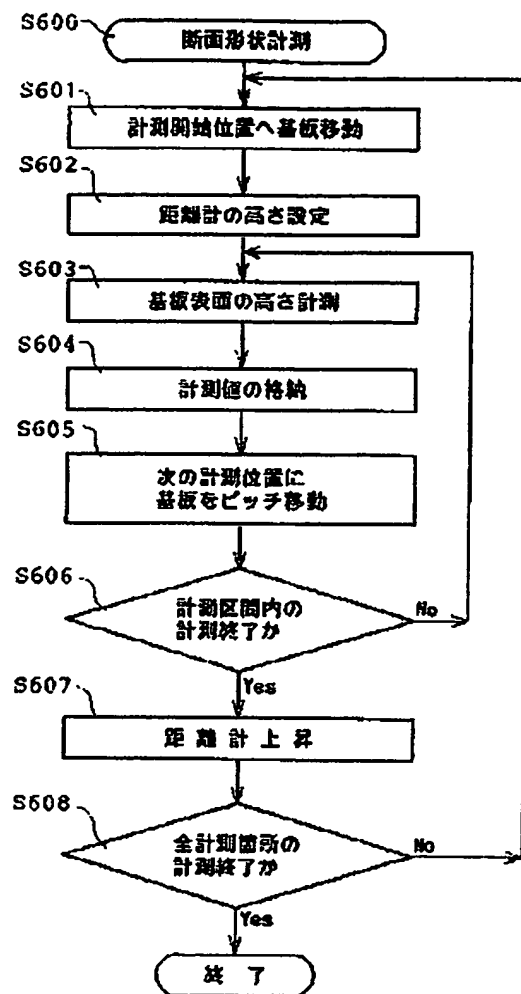 S600
断面形状計測
S601
計測開始位置へ基板移動
S602
距離計の高さ設定
S603
基板表面の高さ計測
S604
計測値の格納
S605
次の計測位置に
基板をピッチ移動
S606
計測区間内の
計測終了か
No
Yes
S607
距離計上昇
S608
全計測箇所の
計測終了か
No
Yes
終了